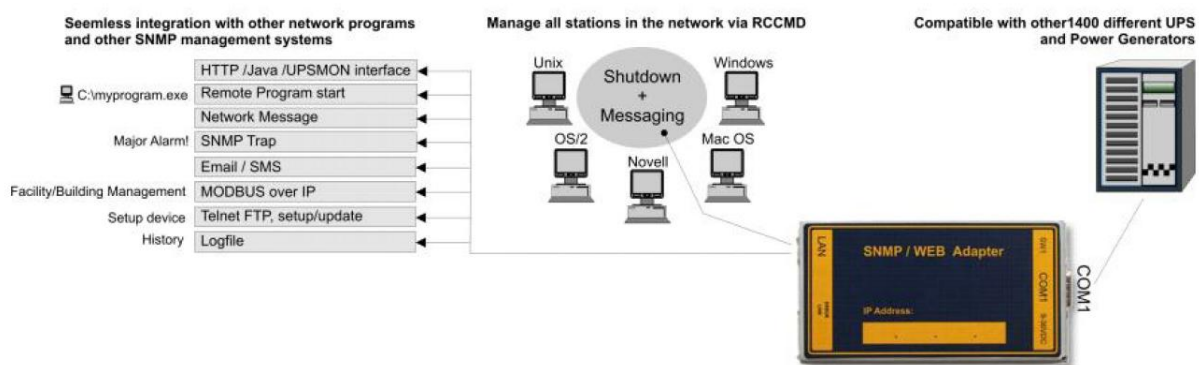 Seemless integration with other network programs
and other SNMP management systems
HTTP /Java /UPSMON interface
C:\myprogram.exe Remote Program start
Network Message
Major Alarm! SNMP Trap
Email / SMS
Facility/Building Management MODBUS over IP
Setup device Telnet FTP, setup/update
History Logfile
Manage all stations in the network via RCCMD
Unix
Windows
Shutdown
+
Messaging
OS/2
Mac OS
Novell
Compatible with other1400 different UPS
and Power Generators
LAN
SNMP / WEB Adapter
IP Address:
COM1
9-36VDC
COM1